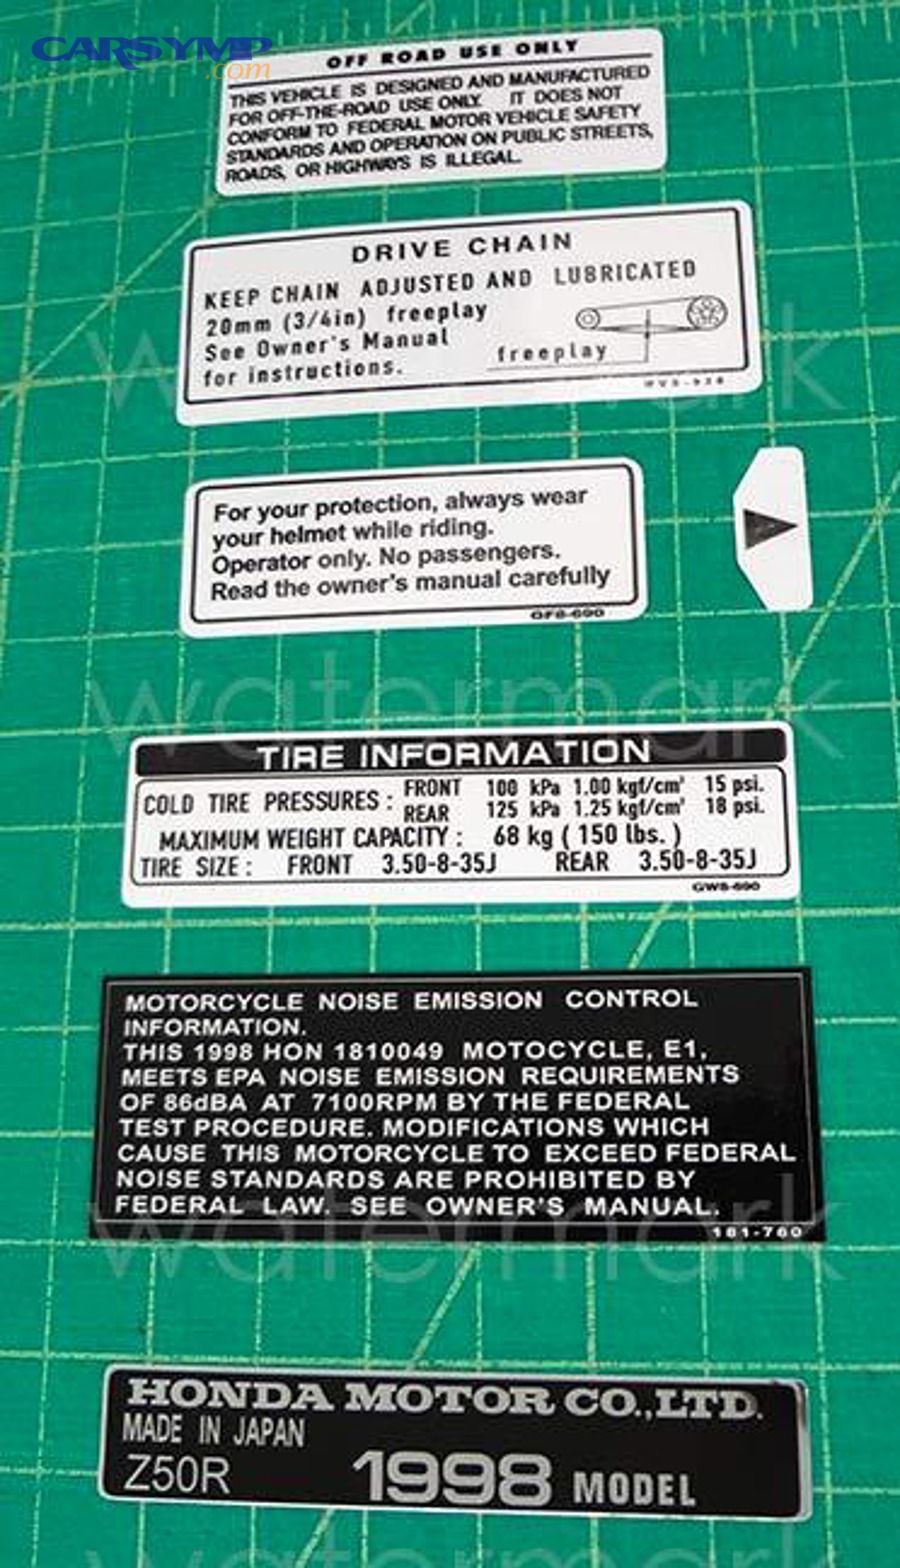 CARSYMP
.com
OFF ROAD USE ONLY
THIS VEHICLE IS DESIGNED AND MANUFACTURED
FOR OFF-THE-ROAD USE ONLY. IT DOES NOT
CONFORM TO FEDERAL MOTOR VEHICLE SAFETY
STANDARDS AND OPERATION ON PUBLIC STREETS,
ROADS, OR HIGHWAYS IS ILLEGAL.
DRIVE CHAIN
KEEP CHAIN ADJUSTED AND LUBRICATED
20mm (3/4in) freeplay
See Owner's Manual
for instructions.
freeplay
watermark
For your protection, always wear
your helmet while riding.
Operator only. No passengers.
Read the owner's manual carefully
GF8-690
watermark
TIRE INFORMATION
COLD TIRE PRESSURES : FRONT 100 kPa 1.00 kgf/cm² 15 psi.
REAR 125 kPa 1.25 kgf/cm² 18 psi.
MAXIMUM WEIGHT CAPACITY : 68 kg ( 150 lbs. )
TIRE SIZE : FRONT 3.50-8-35J REAR 3.50-8-35J
GW8-690
MOTORCYCLE NOISE EMISSION CONTROL
INFORMATION.
THIS 1998 HON 1810049 MOTOCYCLE, E1,
MEETS EPA NOISE EMISSION REQUIREMENTS
OF 86dBA AT 7100RPM BY THE FEDERAL
TEST PROCEDURE. MODIFICATIONS WHICH
CAUSE THIS MOTORCYCLE TO EXCEED FEDERAL
NOISE STANDARDS ARE PROHIBITED BY
FEDERAL LAW. SEE OWNER'S MANUAL.
181-760
watermark
HONDA MOTOR CO.,LTD.
MADE IN JAPAN
Z50R 1998 MODEL